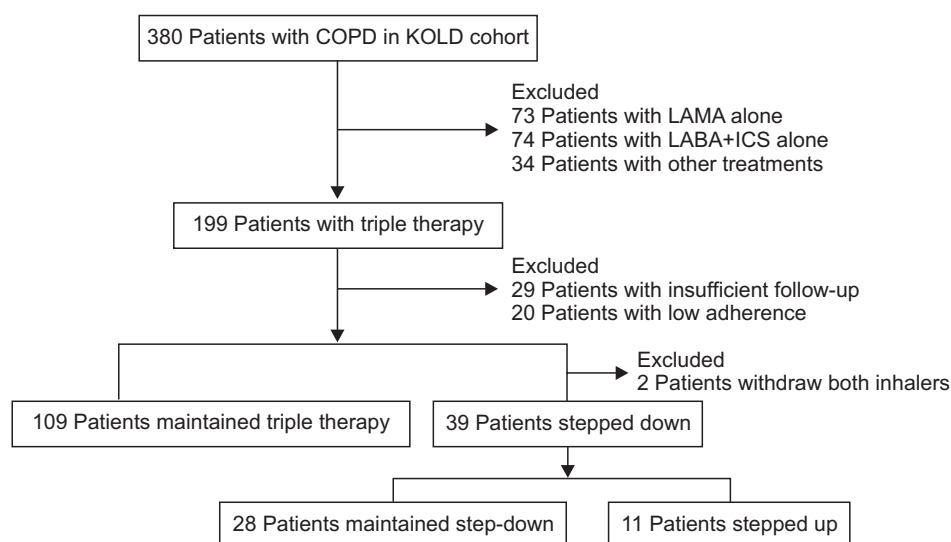 380 Patients with COPD in KOLD cohort
Excluded
73 Patients with LAMA alone
74 Patients with LABA+ICS alone
34 Patients with other treatments
199 Patients with triple therapy
Excluded
29 Patients with insufficient follow-up
20 Patients with low adherence
Excluded
2 Patients withdraw both inhalers
109 Patients maintained triple therapy
39 Patients stepped down
28 Patients maintained step-down
11 Patients stepped up